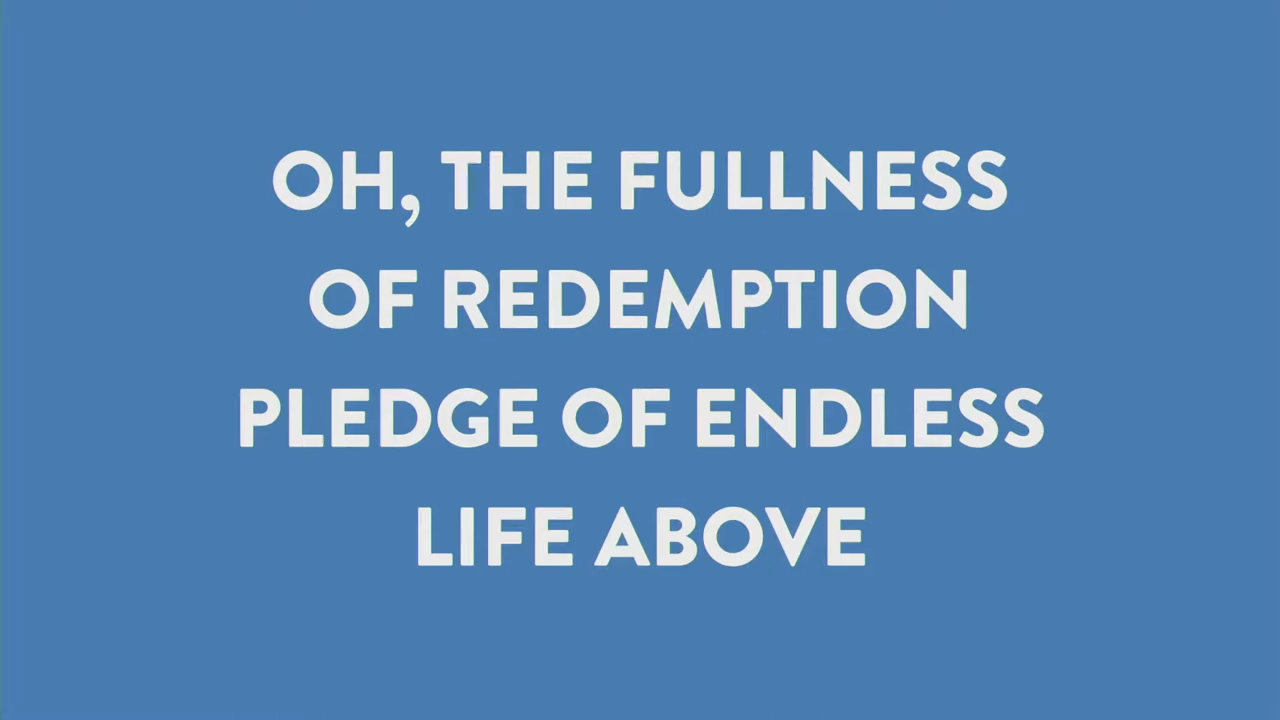 OH, THE FULLNESS
OF REDEMPTION
PLEDGE OF ENDLESS
LIFE ABOVE